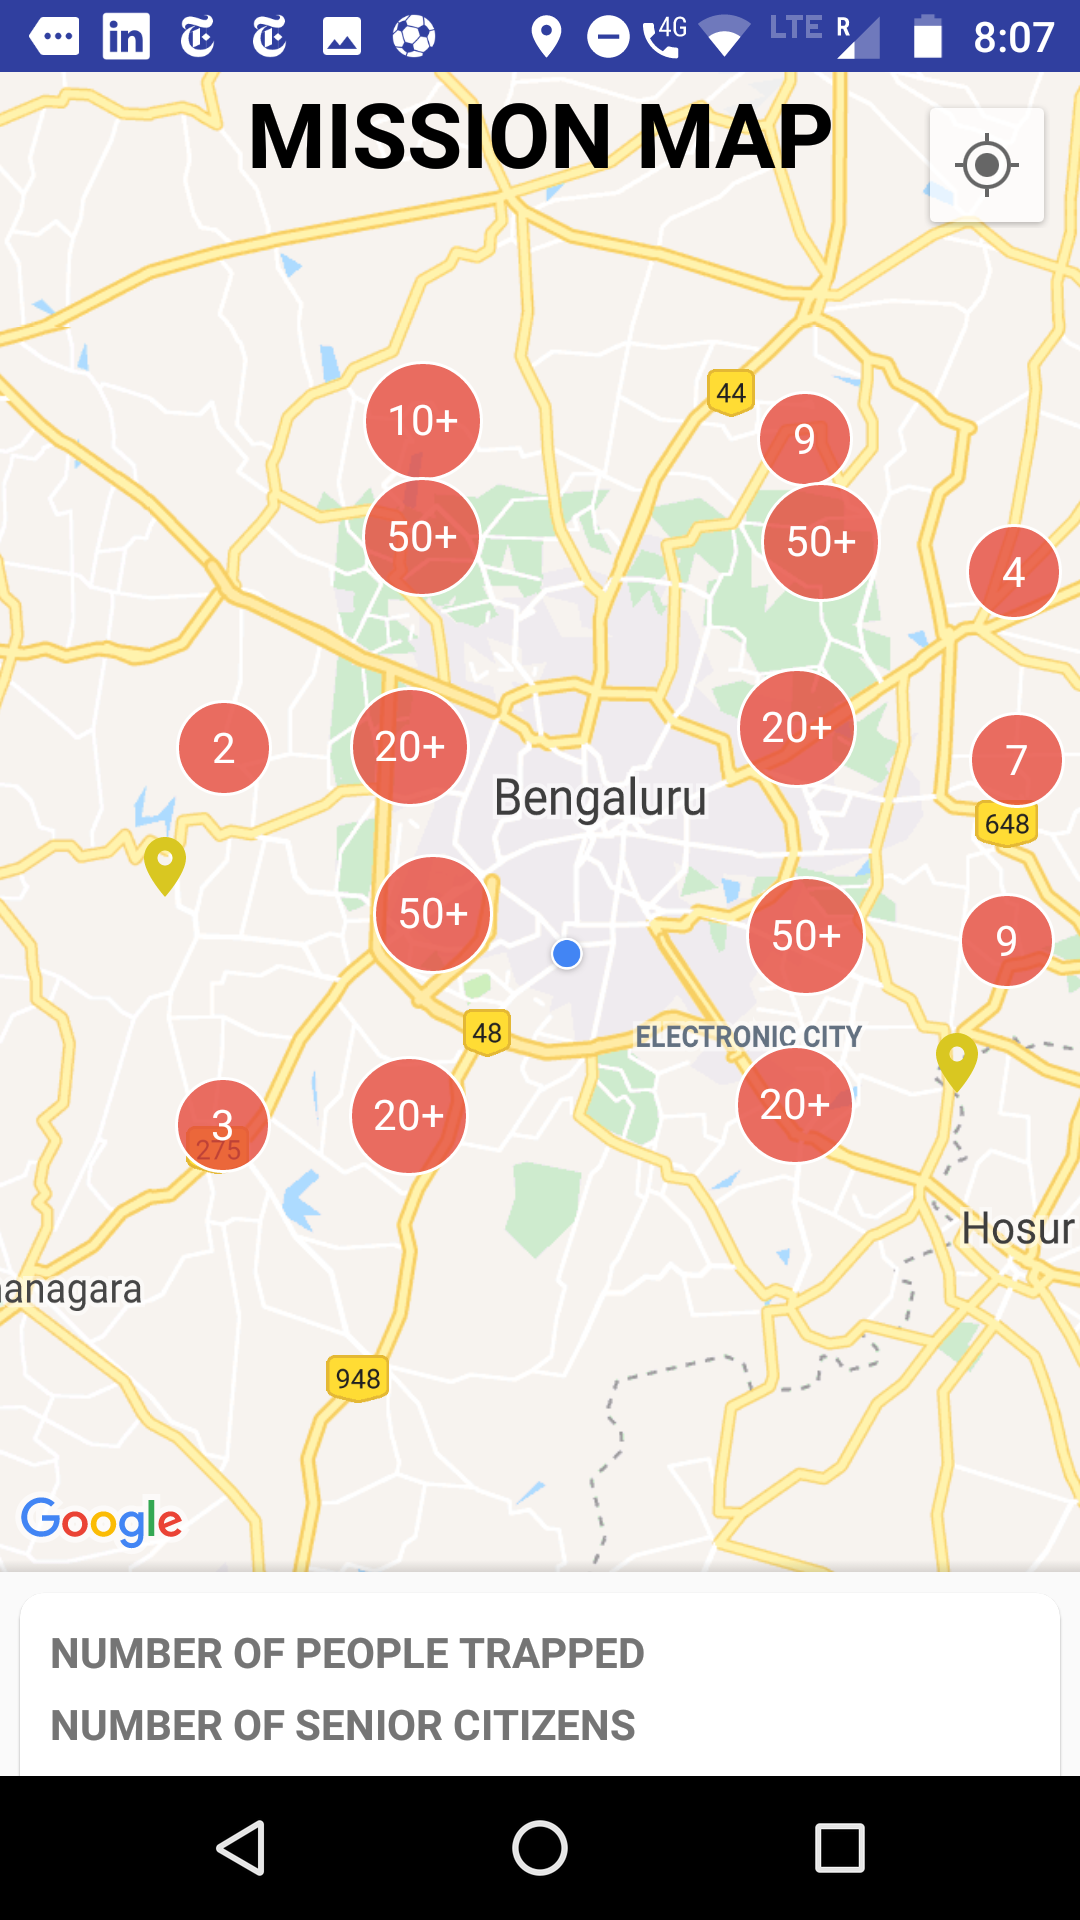 4G LTE R 8:07
MISSION MAP
44
10+
9
50+
50+
4
2
20+
20+
7
Bengaluru
648
50+
50+
9
48
ELECTRONIC CITY
3
275
20+
20+
Hosur
anagara
948
Google
NUMBER OF PEOPLE TRAPPED
NUMBER OF SENIOR CITIZENS